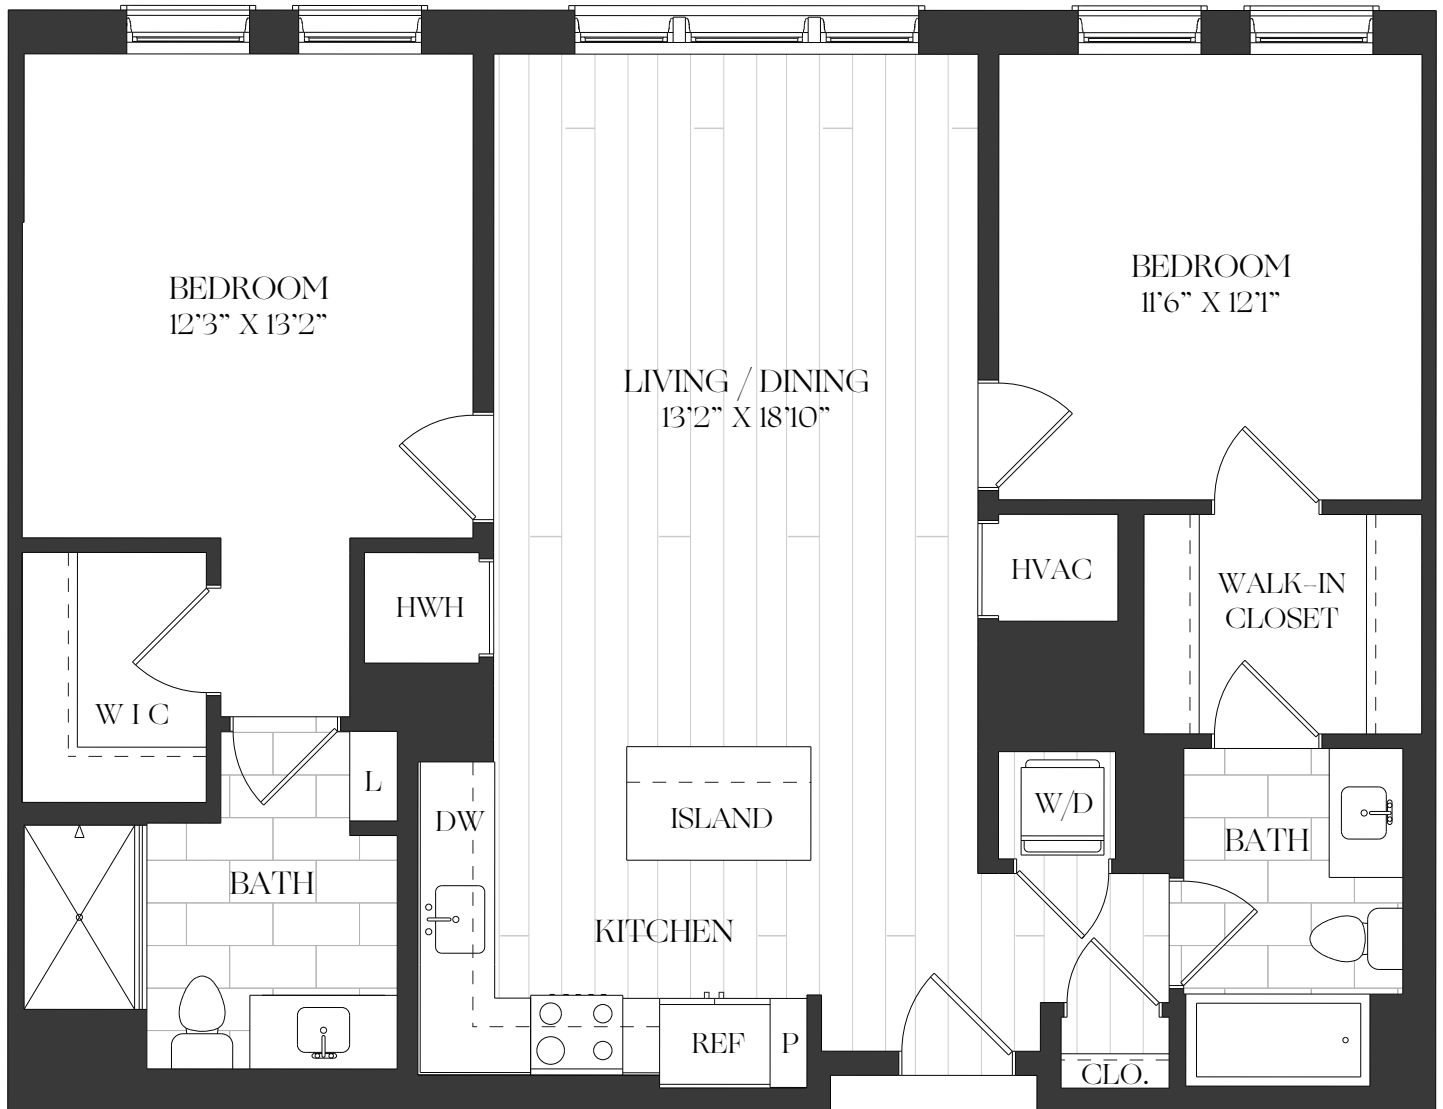 BEDROOM
12'3” X 13'2”
BEDROOM
11'6” X 12'1”
LIVING / DINING
13'2” X 18'10”
HVAC
WALK-IN
CLOSET
HWH
W I C
L
DW
ISLAND
W/D
BATH
BATH
KITCHEN
REF
P
CLO.